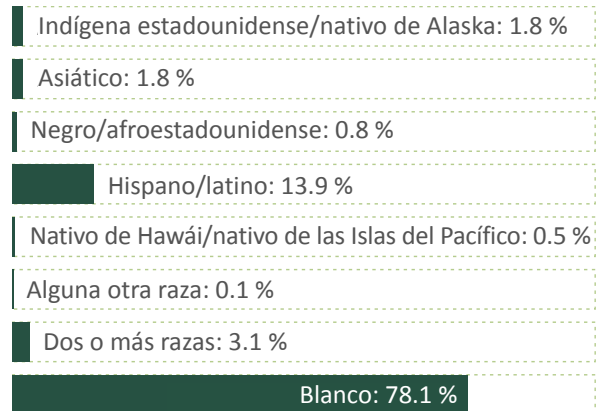 Indígena estadounidense/nativo de Alaska: 1.8 %
Asiático: 1.8 %
Negro/afroestadounidense: 0.8 %
Hispano/latino: 13.9 %
Nativo de Hawái/nativo de las Islas del Pacífico: 0.5 %
Alguna otra raza: 0.1 %
Dos o más razas: 3.1 %
Blanco: 78.1 %